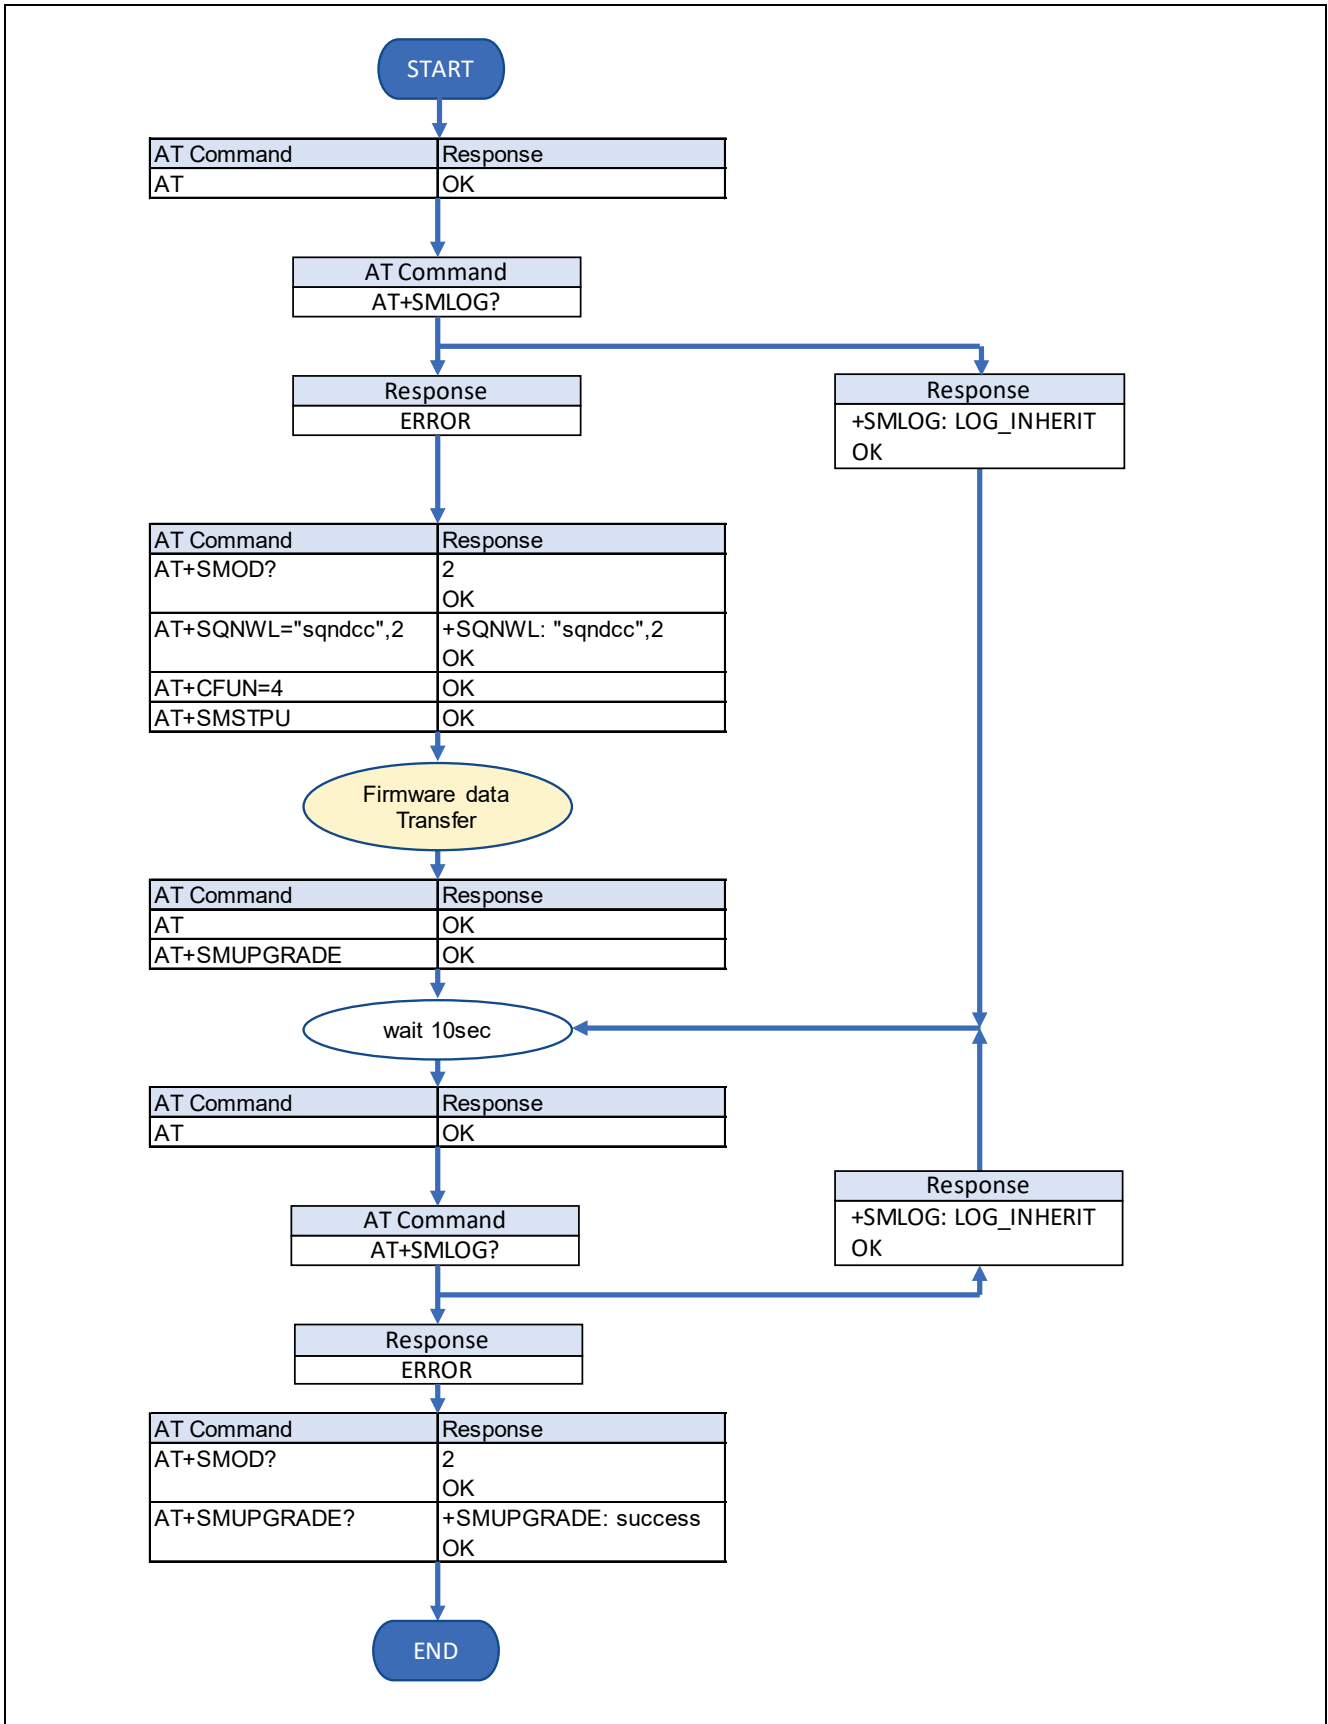 START
AT Command Response
AT OK
AT Command
AT+SMLOG?
Response
ERROR
Response
+SMLOG: LOG_INHERIT
OK
AT Command Response
AT+SMOD? 2
OK
AT+SQNWL="sqndcc",2 +SQNWL: "sqndcc",2
OK
AT+CFUN=4 OK
AT+SMSTPU OK
Firmware data
Transfer
AT Command Response
AT OK
AT+SMUPGRADE OK
wait 10sec
AT Command Response
AT OK
AT Command
AT+SMLOG?
Response
+SMLOG: LOG_INHERIT
OK
Response
ERROR
AT Command Response
AT+SMOD? 2
OK
AT+SMUPGRADE? +SMUPGRADE: success
OK
END